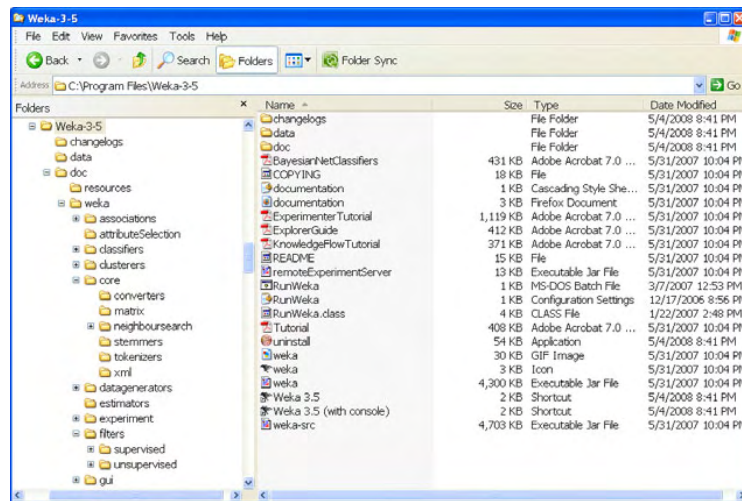 Weka-3-5
File Edit View Favorites Tools Help
Back Search Folders Folder Sync
Address C:\Program Files\Weka-3-5 Go
Folders × Name Size Type Date Modified
Weka-3-5
changelogs
data
doc
resources
weka
associations
attributeSelection
classifiers
clusterers
core
converters
matrix
neighboursearch
stemmers
tokenizers
xml
datagenerators
estimators
experiment
filters
supervised
unsupervised
gui
changelogs File Folder 5/4/2008 8:41 PM
data File Folder 5/4/2008 8:41 PM
doc File Folder 5/4/2008 8:41 PM
BayesianNetClassifiers 431 KB Adobe Acrobat 7.0 ... 5/31/2007 10:04 PM
COPYING 18 KB File 5/31/2007 10:04 PM
documentation 1 KB Cascading Style She... 5/31/2007 10:04 PM
documentation 3 KB Firefox Document 5/31/2007 10:04 PM
ExperimenterTutorial 1,119 KB Adobe Acrobat 7.0 ... 5/31/2007 10:04 PM
ExplorerGuide 412 KB Adobe Acrobat 7.0 ... 5/31/2007 10:04 PM
KnowledgeFlowTutorial 371 KB Adobe Acrobat 7.0 ... 5/31/2007 10:04 PM
README 15 KB File 5/31/2007 10:04 PM
remoteExperimentServer 13 KB Executable Jar File 5/31/2007 10:04 PM
RunWeka 1 KB MS-DOS Batch File 3/7/2007 12:53 PM
RunWeka 1 KB Configuration Settings 12/17/2006 8:56 PM
RunWeka.class 4 KB CLASS File 1/22/2007 2:48 PM
Tutorial 408 KB Adobe Acrobat 7.0 ... 5/31/2007 10:04 PM
uninstall 54 KB Application 5/4/2008 8:41 PM
weka 30 KB GIF Image 5/31/2007 10:04 PM
weka 3 KB Icon 5/31/2007 10:04 PM
weka 4,300 KB Executable Jar File 5/31/2007 10:04 PM
Weka 3.5 2 KB Shortcut 5/4/2008 8:41 PM
Weka 3.5 (with console) 2 KB Shortcut 5/4/2008 8:41 PM
weka-src 4,703 KB Executable Jar File 5/31/2007 10:04 PM